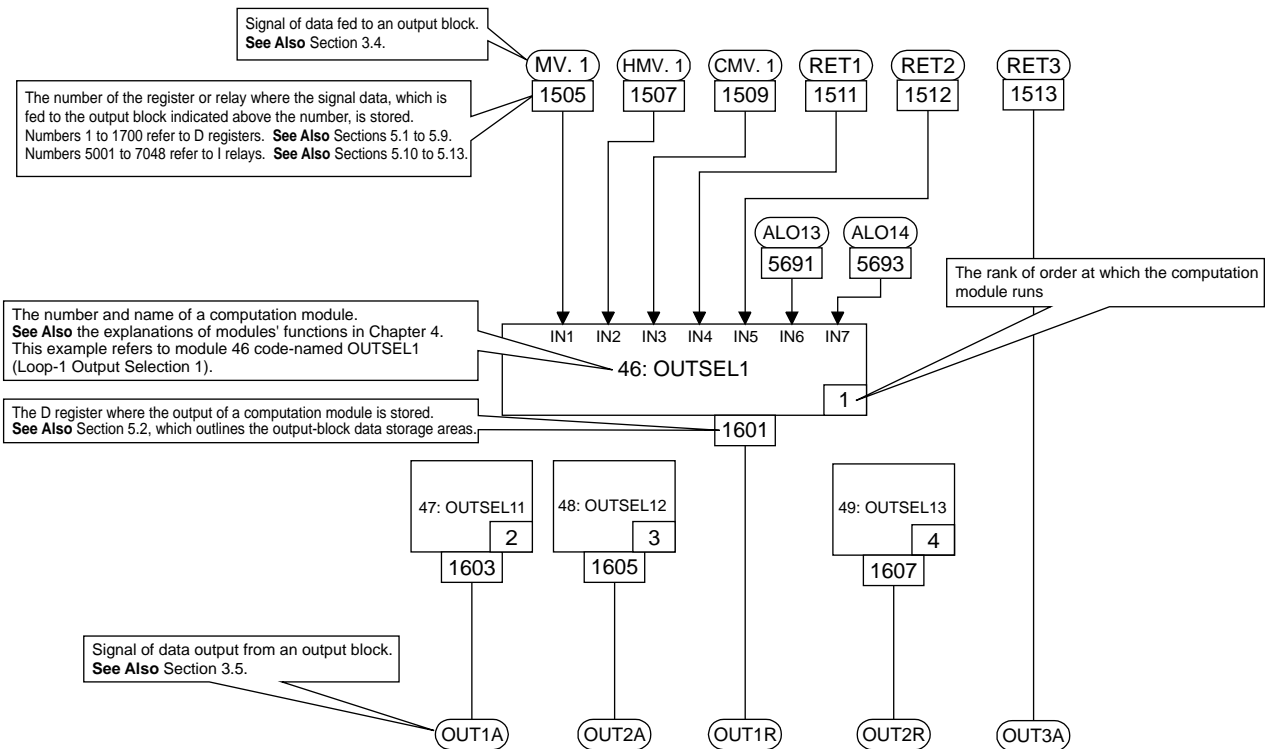 Signal of data fed to an output block.
See Also Section 3.4.
MV. 1
HMV. 1
CMV. 1
RET1
RET2
RET3
1505
1507
1509
1511
1512
1513
The number of the register or relay where the signal data, which is
fed to the output block indicated above the number, is stored.
Numbers 1 to 1700 refer to D registers. See Also Sections 5.1 to 5.9.
Numbers 5001 to 7048 refer to I relays. See Also Sections 5.10 to 5.13.
ALO13
ALO14
5691
5693
The rank of order at which the computation
module runs
The number and name of a computation module.
See Also the explanations of modules' functions in Chapter 4.
This example refers to module 46 code-named OUTSEL1
(Loop-1 Output Selection 1).
IN1
IN2
IN3
IN4
IN5
IN6
IN7
46: OUTSEL1
1
The D register where the output of a computation module is stored.
See Also Section 5.2, which outlines the output-block data storage areas.
1601
47: OUTSEL11
2
1603
48: OUTSEL12
3
1605
49: OUTSEL13
4
1607
Signal of data output from an output block.
See Also Section 3.5.
OUT1A
OUT2A
OUT1R
OUT2R
OUT3A